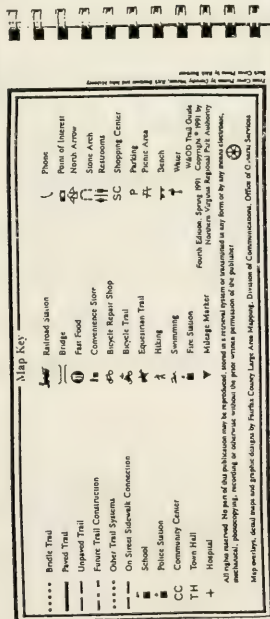 Map Key
Bridle Trail
Paved Trail
Unpaved Trail
Future Trail Construction
Other Trail Systems
On Street Sidewalk Connection
School
Police Station
CC Community Center
TH Town Hall
Hospital
Railroad Station
Bridge
Fast Food
Convenience Store
Bicycle Repair Shop
Bicycle Trail
Equestrian Trail
Hiking
Swimming
Fire Station
Mileage Marker
Phone
Point of Interest
North Arrow
Stone Arch
Restrooms
SC Shopping Center
P Parking
Picnic Area
Bench
Water
W&OD Trail Guide
Fourth Edition, Spring 1991 Copyright © 1991 by
Northern Virginia Regional Park Authority
All rights reserved. No part of this publication may be reproduced, stored in a retrieval system or transmitted in any form or by any means electronic,
mechanical, photocopying, recording or otherwise without the prior written permission of the publisher
Map overlays, detail maps and graphic designs by Fairfax County Large Area Mapping, Division of Communications, Office of General Services